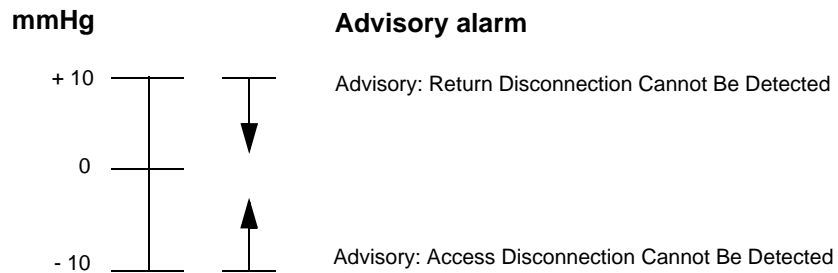 mmHg Advisory alarm
+ 10 Advisory: Return Disconnection Cannot Be Detected
0
- 10 Advisory: Access Disconnection Cannot Be Detected